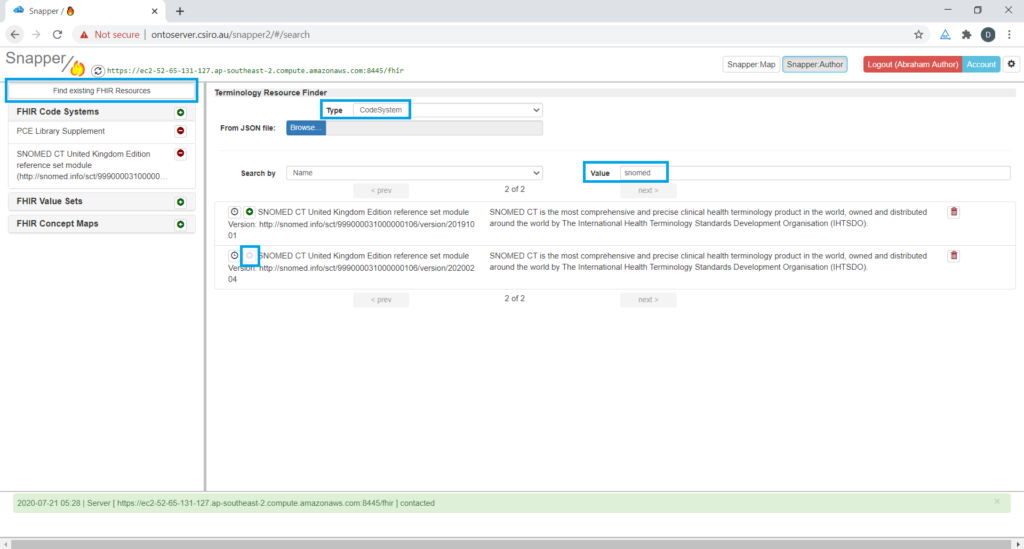 Snapper /
Not secure | ontoserver.csiro.au/snapper2/#/search
D
Snapper/
https://ec2-52-65-131-127.ap-southeast-2.compute.amazonaws.com:8445/fhir
Snapper:Map
Snapper:Author
Logout (Abraham Author)
Account
Find existing FHIR Resources
FHIR Code Systems
PCE Library Supplement
SNOMED CT United Kingdom Edition
reference set module
(http://snomed.info/sct/99900003100000...
FHIR Value Sets
FHIR Concept Maps
Terminology Resource Finder
Type CodeSystem
From JSON file: Browse...
Search by Name
Value snomed
< prev 2 of 2 next >
SNOMED CT United Kingdom Edition reference set module
Version: http://snomed.info/sct/999000031000000106/version/201910
01
SNOMED CT is the most comprehensive and precise clinical health terminology product in the world, owned and distributed
around the world by The International Health Terminology Standards Development Organisation (IHTSDO).
SNOMED CT United Kingdom Edition reference set module
Version: http://snomed.info/sct/999000031000000106/version/202002
04
SNOMED CT is the most comprehensive and precise clinical health terminology product in the world, owned and distributed
around the world by The International Health Terminology Standards Development Organisation (IHTSDO).
< prev 2 of 2 next >
2020-07-21 05:28 | Server [ https://ec2-52-65-131-127.ap-southeast-2.compute.amazonaws.com:8445/fhir ] contacted